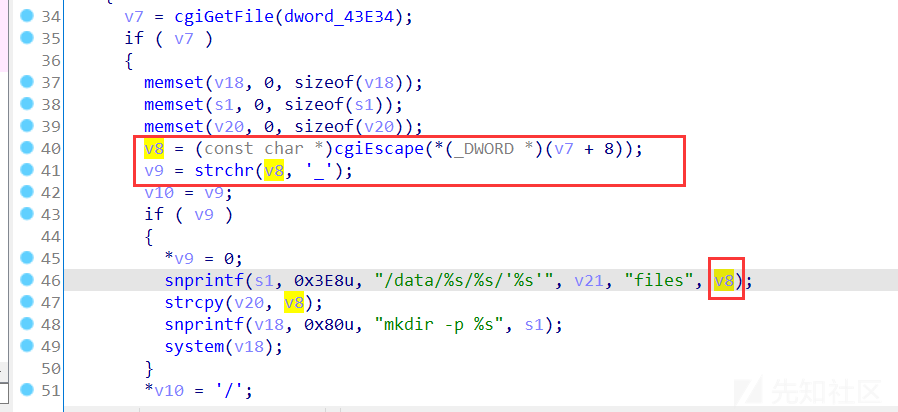 34 v7 = cgiGetFile(dword_43E34);
35 if ( v7 )
36 {
37 memset(v18, 0, sizeof(v18));
38 memset(s1, 0, sizeof(s1));
39 memset(v20, 0, sizeof(v20));
40 v8 = (const char *)cgiEscape(*(_DWORD *)(v7 + 8));
41 v9 = strchr(v8, '_');
42 v10 = v9;
43 if ( v9 )
44 {
45 *v9 = 0;
46 snprintf(s1, 0x3E8u, "/data/%s/%s/'%s'", v21, "files", v8);
47 strcpy(v20, v8);
48 snprintf(v18, 0x80u, "mkdir -p %s", s1);
49 system(v18);
50 }
51 *v10 = '/';
先知社区